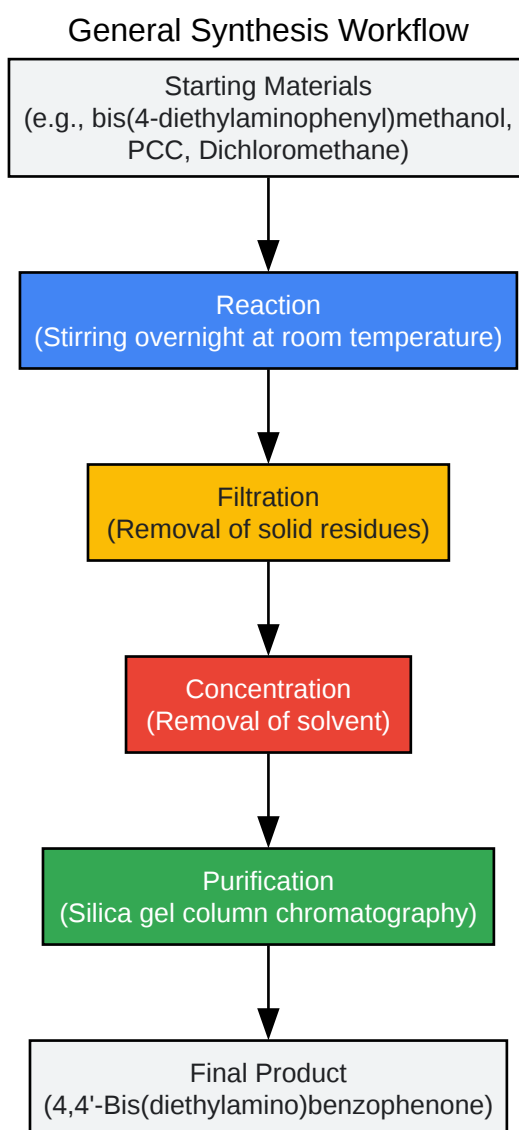 General Synthesis Workflow
Starting Materials
(e.g., bis(4-diethylaminophenyl)methanol,
PCC, Dichloromethane)
Reaction
(Stirring overnight at room temperature)
Filtration
(Removal of solid residues)
Concentration
(Removal of solvent)
Purification
(Silica gel column chromatography)
Final Product
(4,4'-Bis(diethylamino)benzophenone)